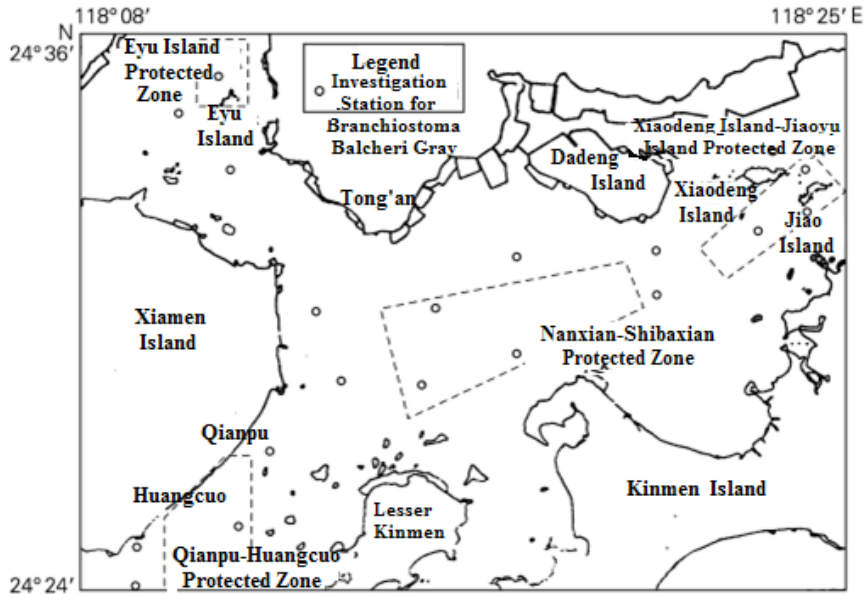 118°08′
118°25′ E
N
24°36′
Eyu Island
Protected
Zone
Eyu
Island
Legend
Investigation
Station for
Branchiostoma
Balcheri Gray
Xiaodeng Island-Jiaoyu
Island Protected Zone
Dadeng
Island
Tong'an
Xiaodeng
Island
Jiao
Island
Xiamen
Island
Nanxian-Shibaxian
Protected Zone
Qianpu
Huangcuo
Lesser
Kinmen
Kinmen Island
Qianpu-Huangcuo
Protected Zone
24°24′